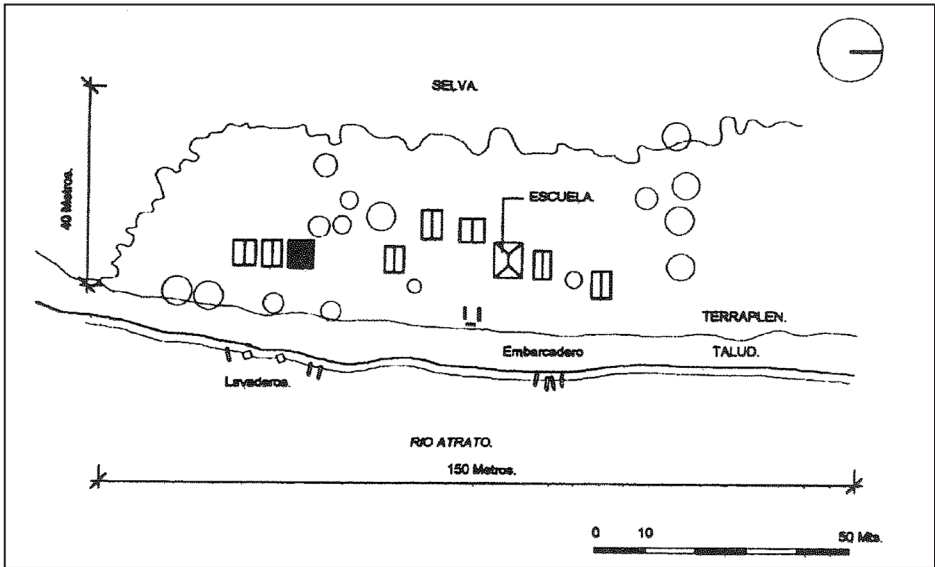 SELVA.
40 Metros.
ESCUELA.
TERRAPLEN.
Embarcadero
TALUD.
Lavaderos.
RIO ATRATO.
150 Metros.
0 10 50 Mts.